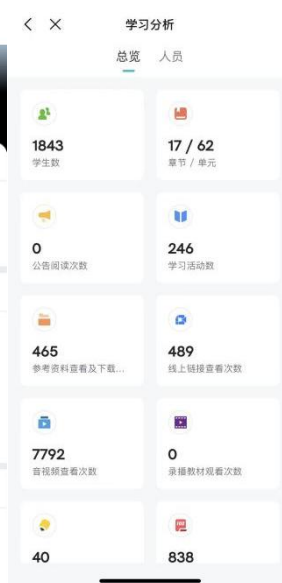 学习分析
总览 人员
1843
学生数
17 / 62
章节 / 单元
0
公告阅读次数
246
学习活动数
465
参考资料查看及下载...
489
线上链接查看次数
7792
音视频查看次数
0
录播教材观看次数
40
838